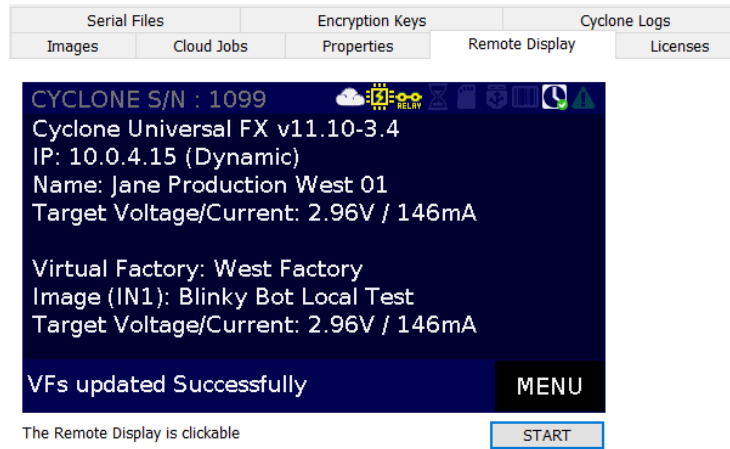 Serial Files Encryption Keys Cyclone Logs
Images Cloud Jobs Properties Remote Display Licenses
CYCLONE S/N : 1099
RELAY
Cyclone Universal FX v11.10-3.4
IP: 10.0.4.15 (Dynamic)
Name: Jane Production West 01
Target Voltage/Current: 2.96V / 146mA
Virtual Factory: West Factory
Image (IN1): Blinky Bot Local Test
Target Voltage/Current: 2.96V / 146mA
VFs updated Successfully MENU
The Remote Display is clickable START